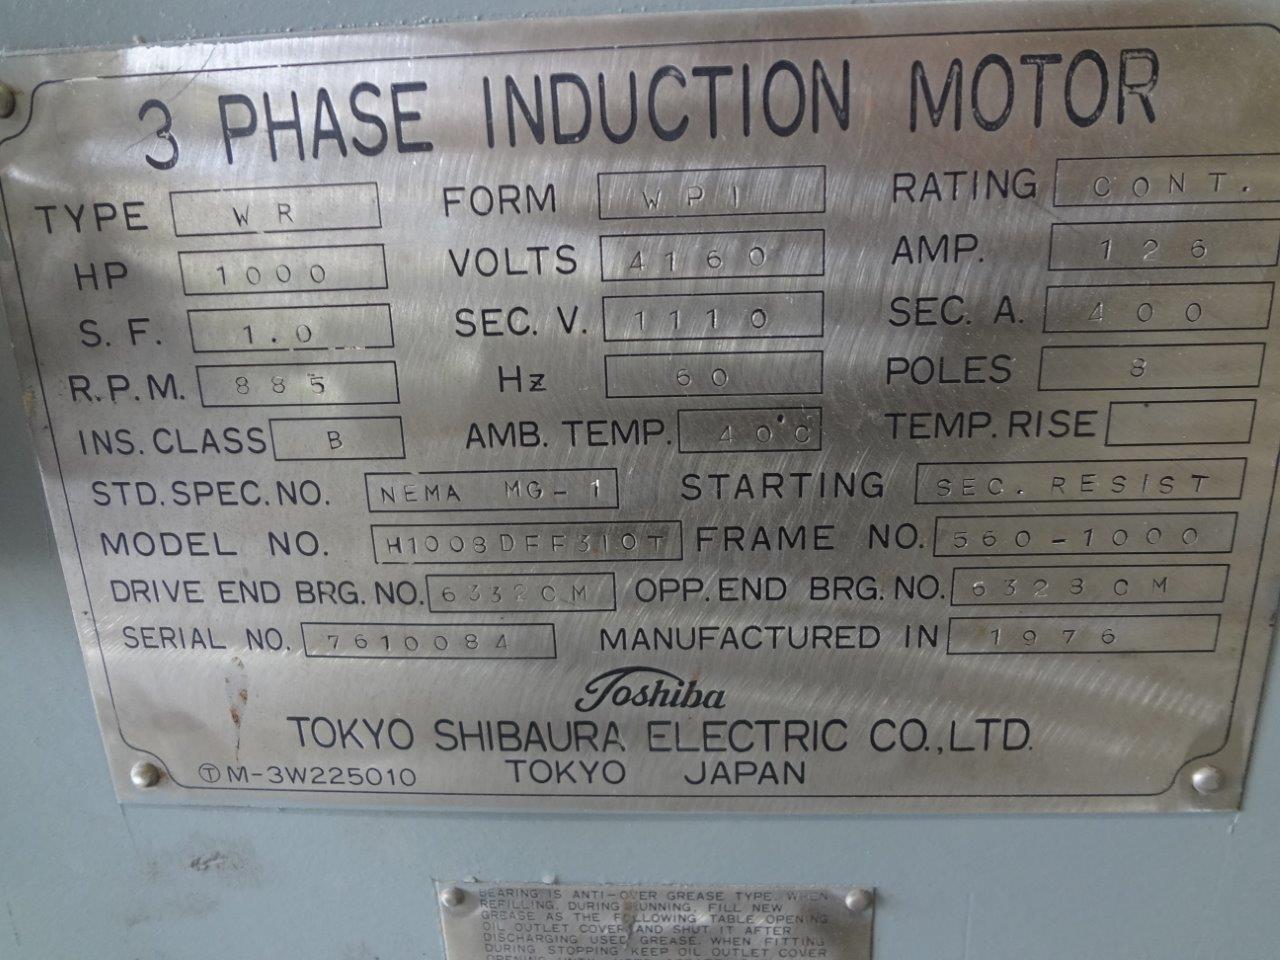 3 PHASE INDUCTION MOTOR
TYPE WR FORM WPI RATING CONT.
HP 1000 VOLTS 4160 AMP. 126
S. F. 1.0 SEC. V. 1110 SEC. A. 400
R.P.M. 885 Hz 60 POLES 8
INS. CLASS B AMB. TEMP. 40°C TEMP. RISE
STD. SPEC. NO. NEMA MG-1 STARTING SEC. RESIST
MODEL NO. H1008DFF310T FRAME NO. 560-1000
DRIVE END BRG. NO. 6332CM OPP. END BRG. NO. 6328CM
SERIAL NO. 7610084 MANUFACTURED IN 1976
Toshiba
TOKYO SHIBAURA ELECTRIC CO., LTD.
Ⓣ M-3W225010 TOKYO JAPAN
BEARING IS ANTI-OVER GREASE TYPE. WHEN
REFILLING, DURING RUNNING, FILL NEW
GREASE AS THE FOLLOWING TABLE OPENING
OIL OUTLET COVER AND SHUT IT AFTER
DISCHARGING USED GREASE. WHEN FITTING
DURING STOPPING KEEP OIL OUTLET COVER
OPENING UNTIL